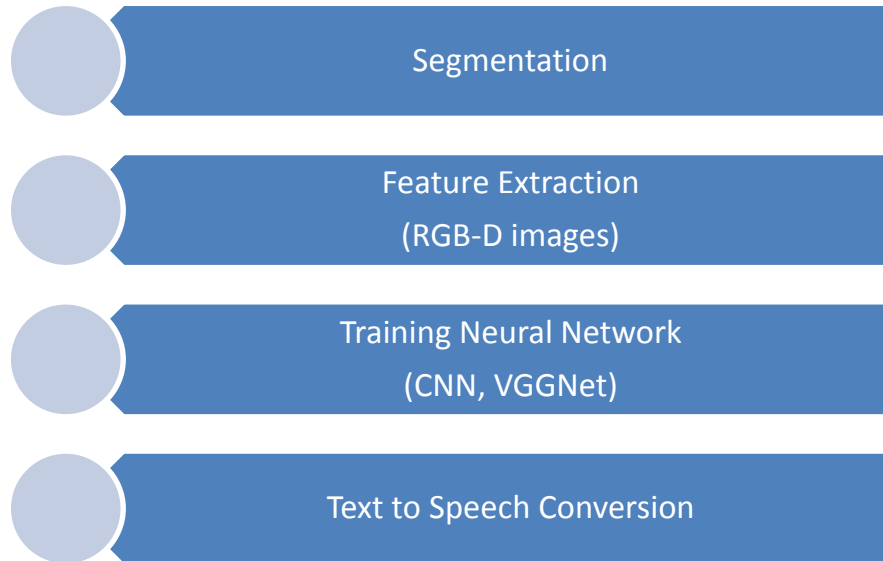 Segmentation
Feature Extraction
(RGB-D images)
Training Neural Network
(CNN, VGGNet)
Text to Speech Conversion